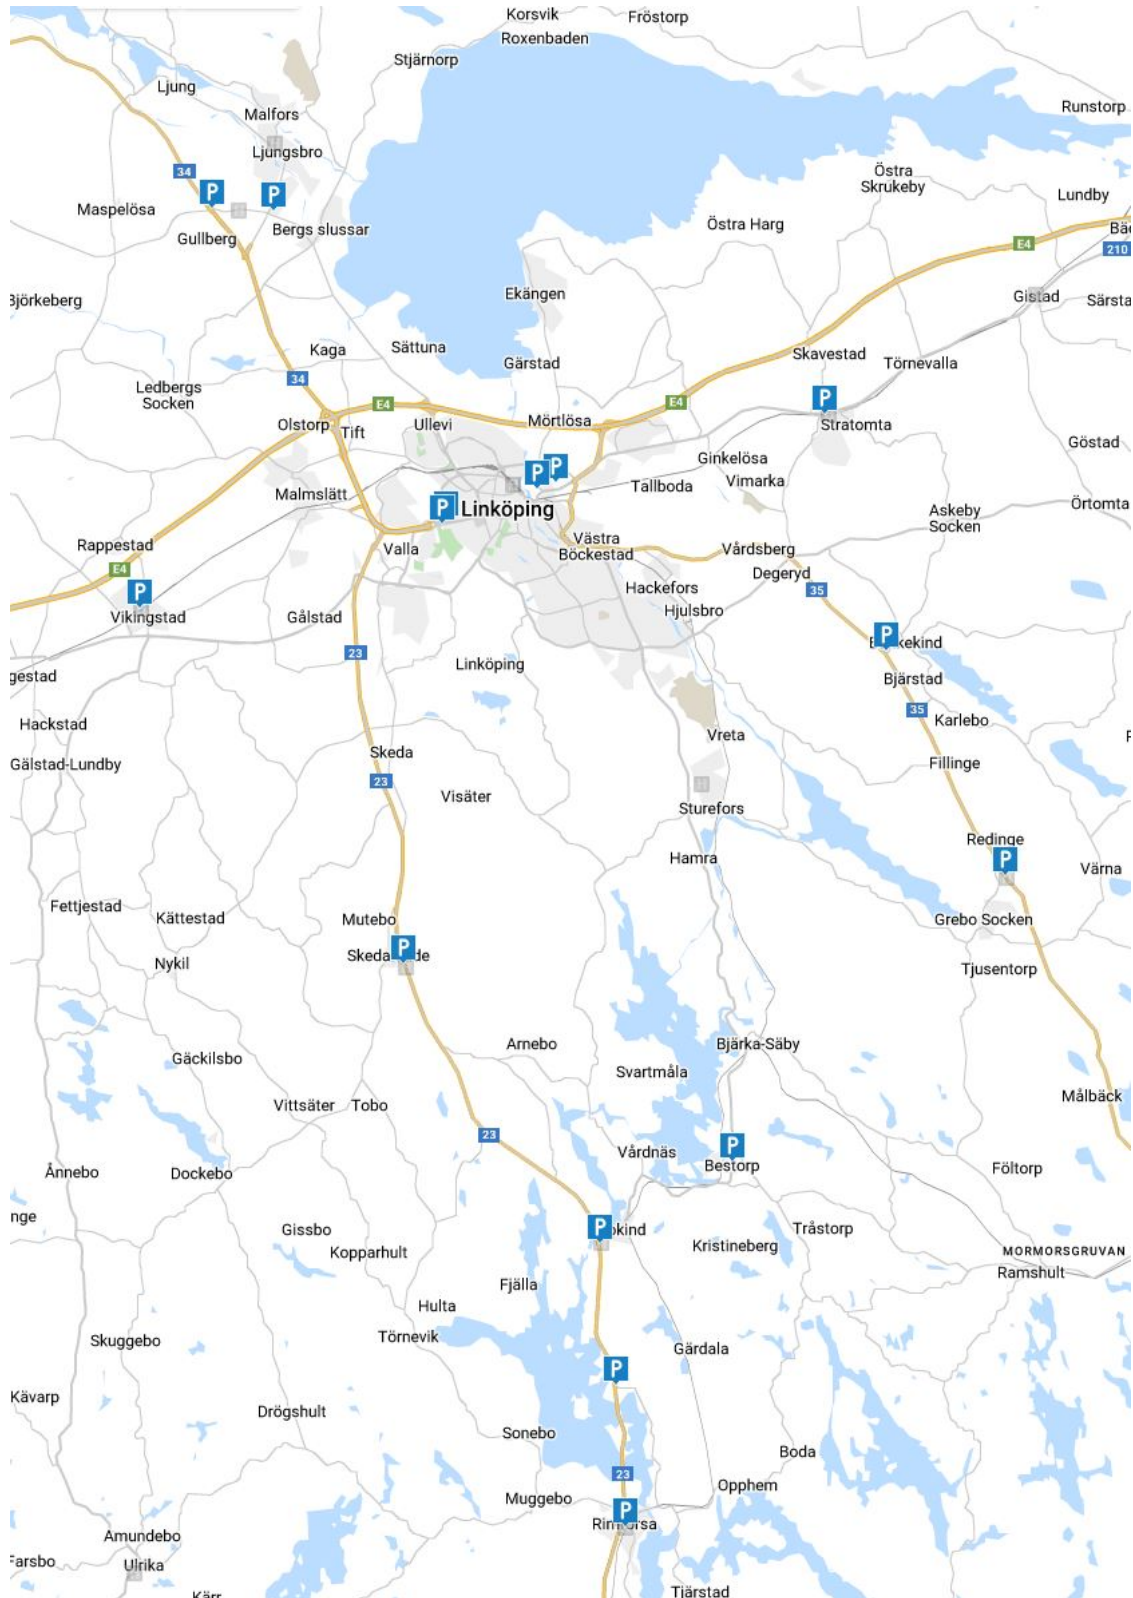 Korsvik
Fröstorp
Roxenbaden
Stjärnorp
Ljung
Runstorp
Malfors
Ljungsbro
34
P
P
Östra
Skrukeby
Lundby
Maspelösa
Östra Harg
Bergs slussar
Gullberg
E4
210
Ekängen
Björkeberg
Gistad
Kaga
Sättuna
Gärstad
Skavestad
Törnevalla
34
Ledbergs
Socken
P
E4
E4
Olstorp
Tift
Ullevi
Mörtlösa
Stratomta
Göstad
Ginkelösa
P
P
Malmslätt
Tallboda
Vimarka
Örtomta
P
Linköping
Askeby
Socken
Rappestad
Valla
Västra
Böckestad
Vårdsberg
E4
Degeryd
P
Hackefors
35
Vikingstad
Gålstad
Hjulsbro
P
23
Linköping
Bjärstad
Hackstad
35
Karlebo
Vreta
Skeda
Gälstad-Lundby
Fillinge
23
Visäter
Sturefors
Redinge
P
Hamra
Värna
Fettjestad
Kättestad
Mutebo
Grebo Socken
P
Nykil
Tjusentorp
Arnebo
Bjärka-Säby
Gäckilsbo
Svartmåla
Vittsäter
Tobo
Målbäck
23
Vårdnäs
P
Bestorp
Ånnebo
Dockebo
Föltorp
Gissbo
P
Tråstorp
Kopparhult
Kristineberg
MORMORSGRUVAN
Ramshult
Fjälla
Hulta
Skuggebo
Törnevik
Gärdala
P
Kävarp
Drögshult
Sonebo
Boda
23
Opphem
Muggebo
P
Amundebo
Ulrika
Tjärstad